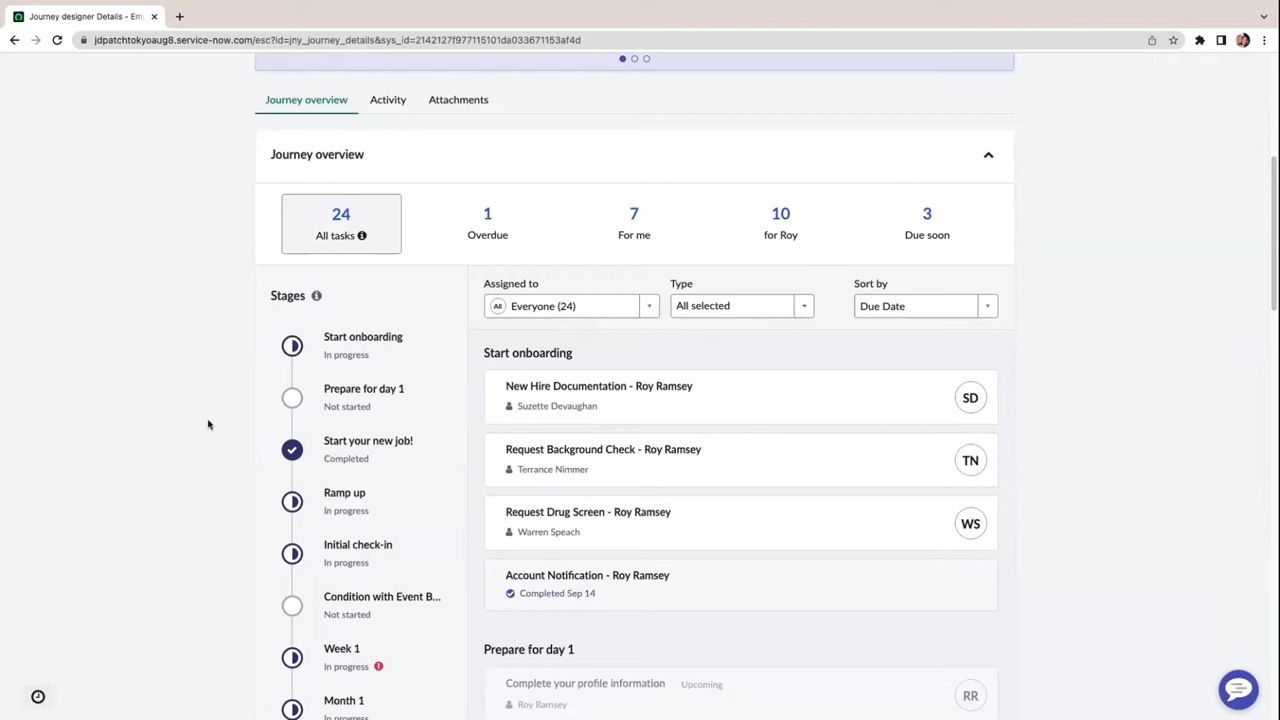 Journey designer Details - Emp
jdpatchtokyoaug8.service-now.com/esc?id=jny_journey_details&sys_id=2142127f977115101da033671153af4d
Journey overview
Activity
Attachments
Journey overview
24
All tasks
1
Overdue
7
For me
10
for Roy
3
Due soon
Stages
Assigned to
Type
Sort by
All
Everyone (24)
All selected
Due Date
Start onboarding
In progress
Prepare for day 1
Not started
Start your new job!
Completed
Ramp up
In progress
Initial check-in
In progress
Condition with Event B...
Not started
Week 1
In progress
Month 1
In progress
Start onboarding
New Hire Documentation - Roy Ramsey
Suzette Devaughan
SD
Request Background Check - Roy Ramsey
Terrance Nimmer
TN
Request Drug Screen - Roy Ramsey
Warren Speach
WS
Account Notification - Roy Ramsey
Completed Sep 14
Prepare for day 1
Complete your profile information Upcoming
Roy Ramsey
RR